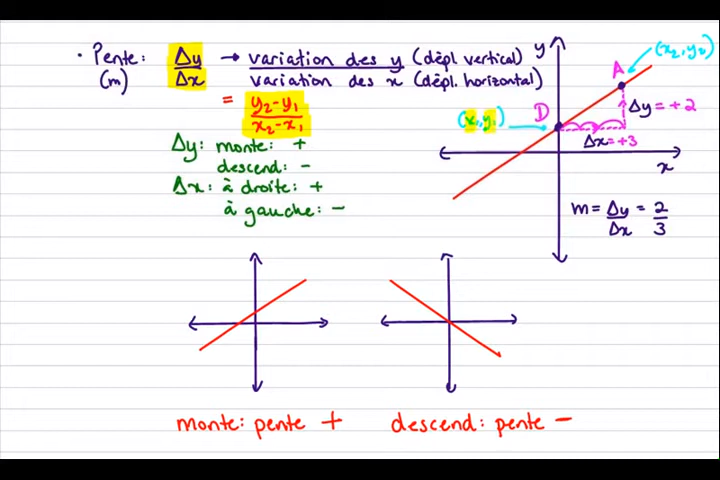 • Pente: Δy → variation des y (dépl. vertical)
(m) Δx variation des x (dépl. horizontal)
= y₂-y₁
x₂-x₁
Δy: monte: +
descend: -
Δx: à droite: +
à gauche: -
y
(x₂,y₂)
A
D
(x₁,y₁)
Δy=+2
Δx=+3
x
m=Δy=2
Δx 3
monte: pente +
descend: pente -